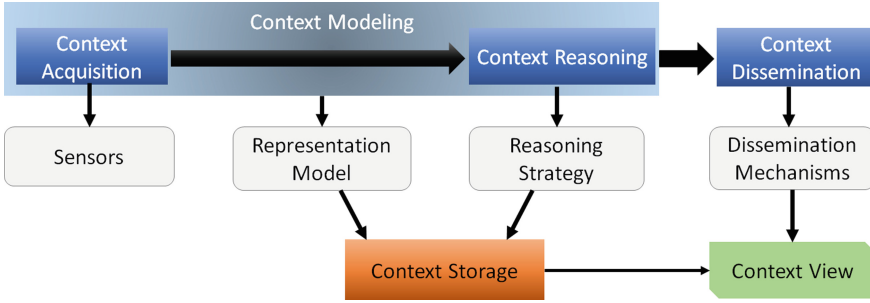 Context Modeling
Context
Acquisition
Context Reasoning
Context
Dissemination
Sensors
Representation
Model
Reasoning
Strategy
Dissemination
Mechanisms
Context Storage
Context View